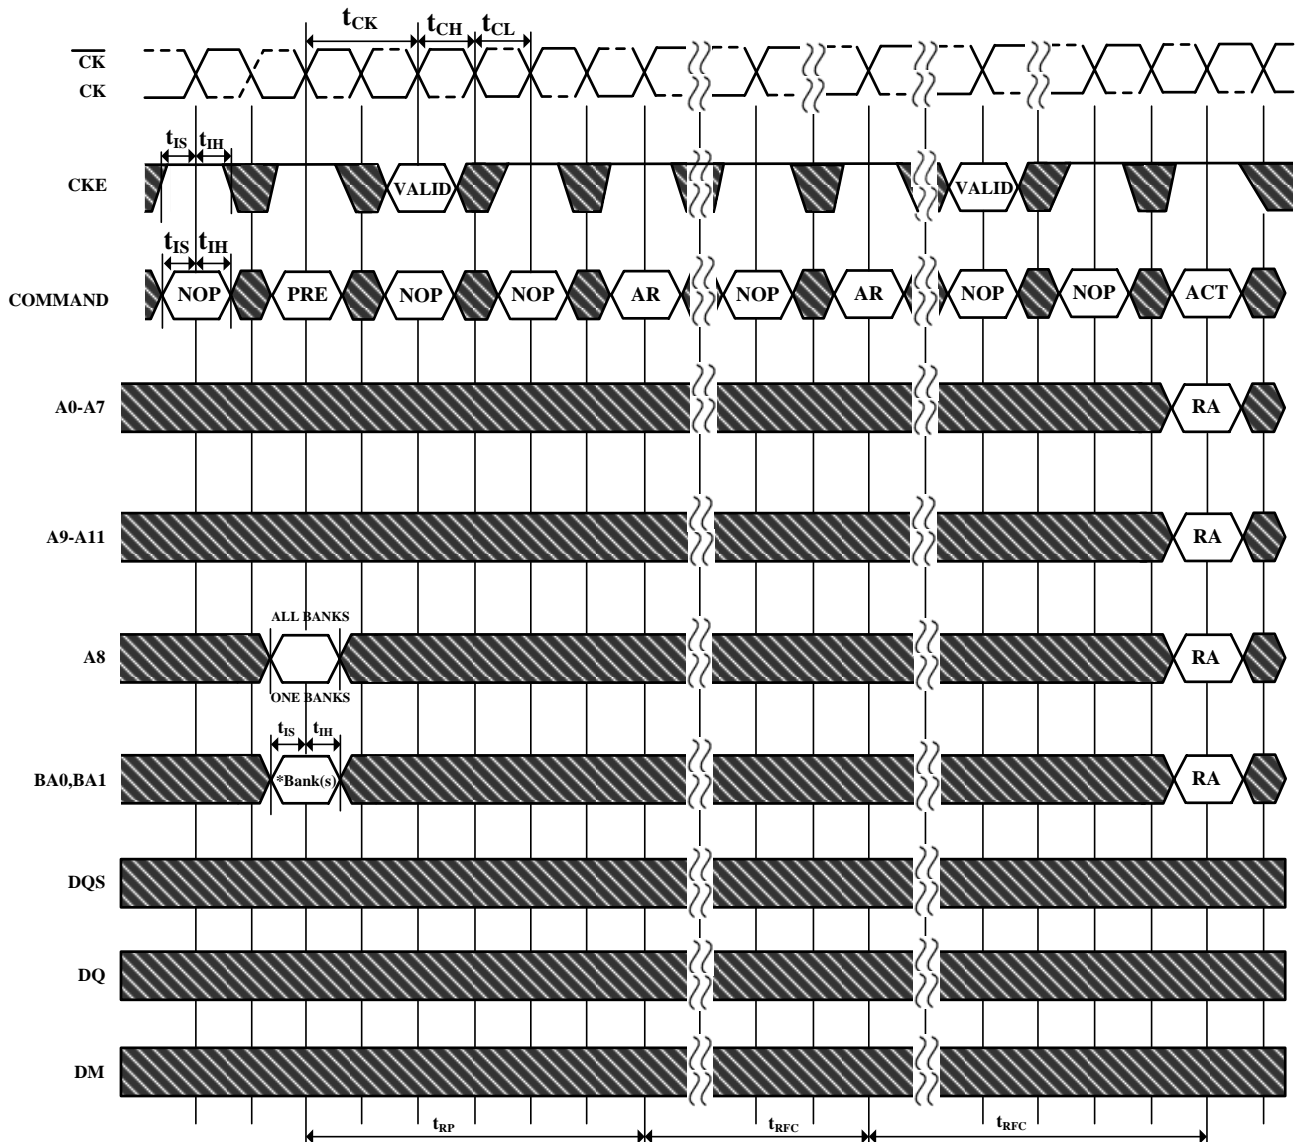 tCK tCH tCL
CK
CK
tIS tIH
CKE VALID VALID
tIS tIH
COMMAND NOP PRE NOP NOP AR NOP AR NOP NOP ACT
A0-A7 RA
A9-A11 RA
ALL BANKS
A8 RA
ONE BANKS
tIS tIH
BA0,BA1 *Bank(s) RA
DQS
DQ
DM
tRP tRFC tRFC